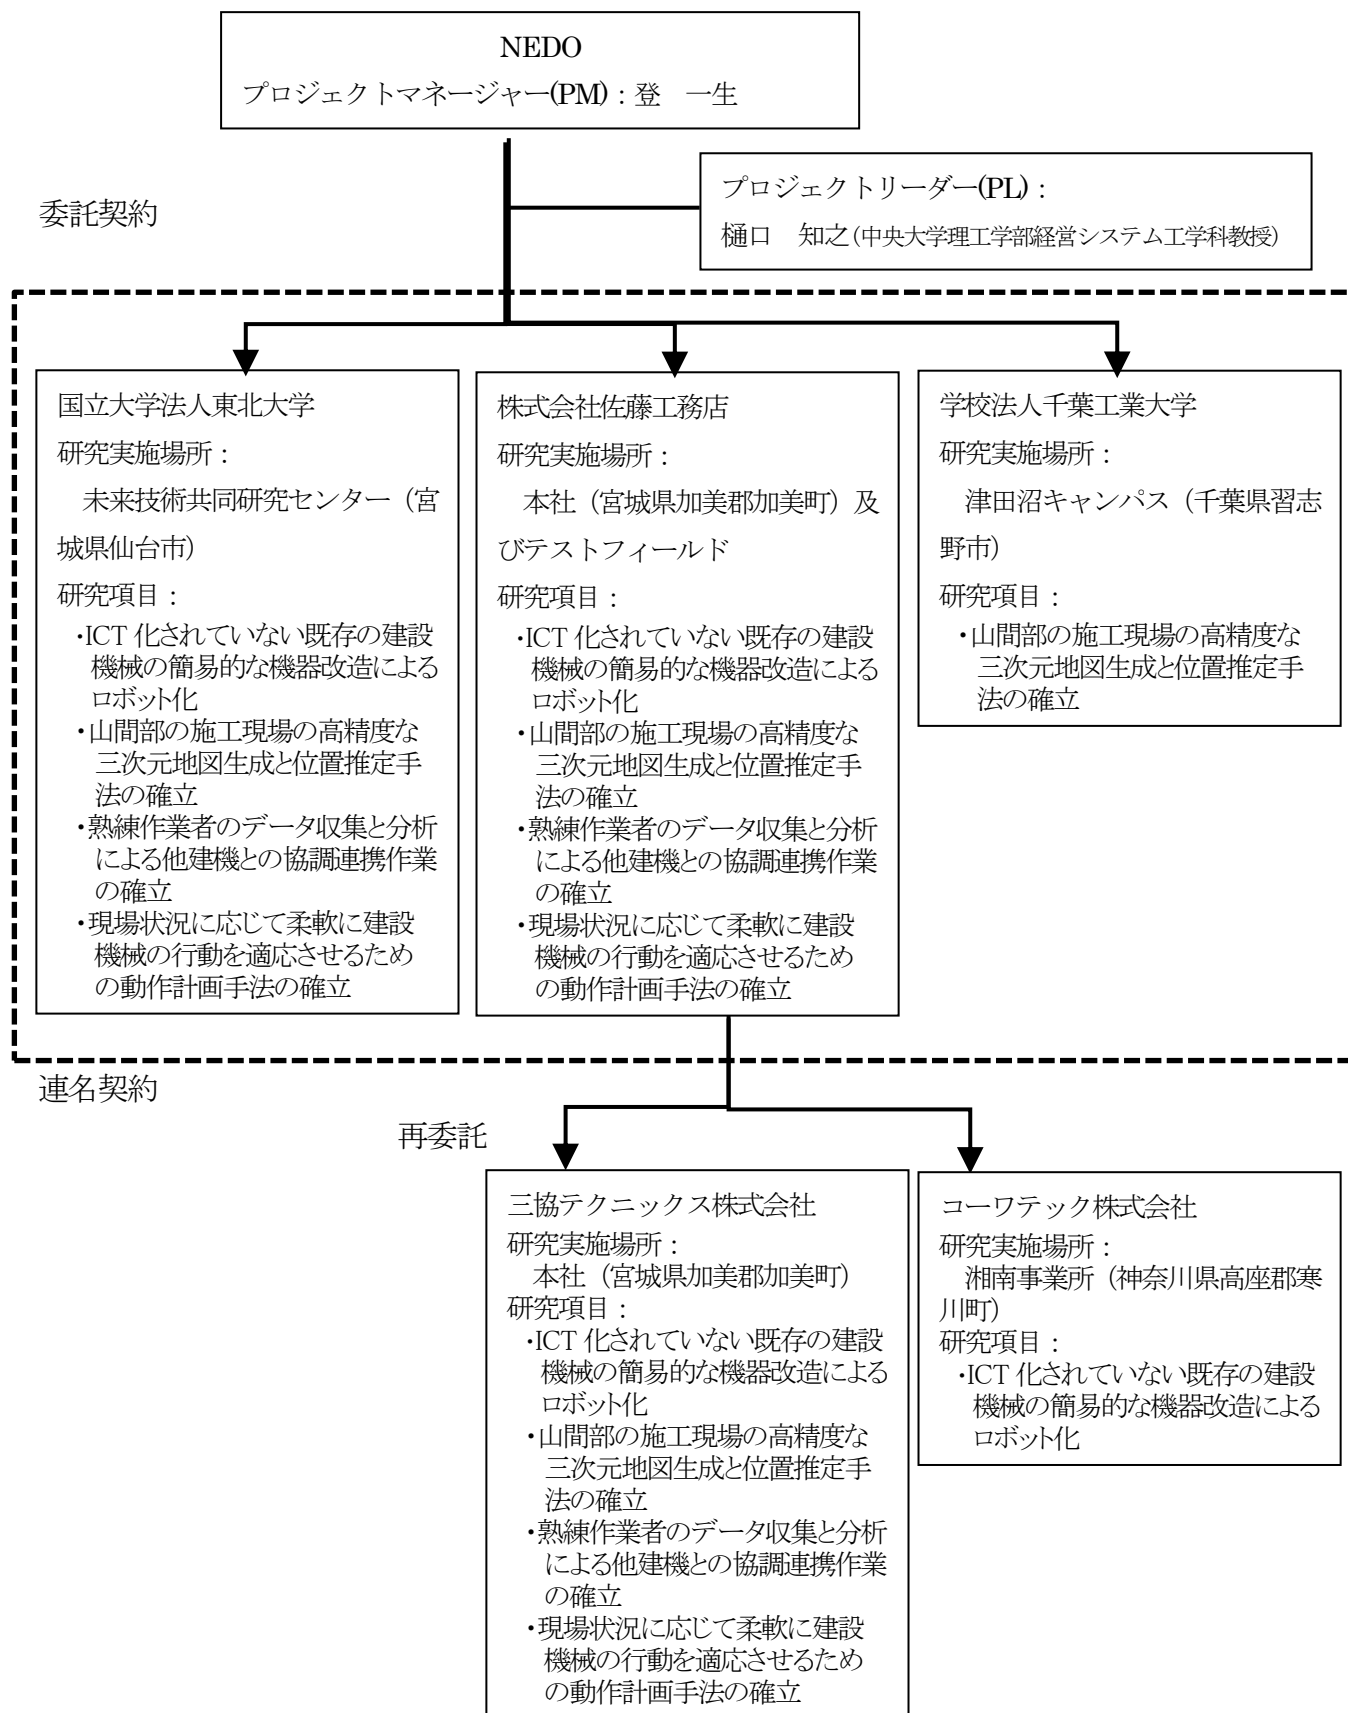 NEDO
プロジェクトマネージャー(PM)：登　一生
プロジェクトリーダー(PL)：
樋口　知之(中央大学理工学部経営システム工学科教授)
委託契約
国立大学法人東北大学
研究実施場所：
未来技術共同研究センター（宮
城県仙台市）
研究項目：
・ICT 化されていない既存の建設
機械の簡易的な機器改造による
ロボット化
・山間部の施工現場の高精度な
三次元地図生成と位置推定手
法の確立
・熟練作業者のデータ収集と分析
による他建機との協調連携作業
の確立
・現場状況に応じて柔軟に建設
機械の行動を適応させるため
の動作計画手法の確立
株式会社佐藤工務店
研究実施場所：
本社（宮城県加美郡加美町）及
びテストフィールド
研究項目：
・ICT 化されていない既存の建設
機械の簡易的な機器改造による
ロボット化
・山間部の施工現場の高精度な
三次元地図生成と位置推定手
法の確立
・熟練作業者のデータ収集と分析
による他建機との協調連携作業
の確立
・現場状況に応じて柔軟に建設
機械の行動を適応させるため
の動作計画手法の確立
学校法人千葉工業大学
研究実施場所：
津田沼キャンパス（千葉県習志
野市）
研究項目：
・山間部の施工現場の高精度な
三次元地図生成と位置推定手
法の確立
連名契約
再委託
三協テクニックス株式会社
研究実施場所：
本社（宮城県加美郡加美町）
研究項目：
・ICT 化されていない既存の建設
機械の簡易的な機器改造による
ロボット化
・山間部の施工現場の高精度な
三次元地図生成と位置推定手
法の確立
・熟練作業者のデータ収集と分析
による他建機との協調連携作業
の確立
・現場状況に応じて柔軟に建設
機械の行動を適応させるため
の動作計画手法の確立
コーワテック株式会社
研究実施場所：
湘南事業所（神奈川県高座郡寒
川町）
研究項目：
・ICT 化されていない既存の建設
機械の簡易的な機器改造による
ロボット化